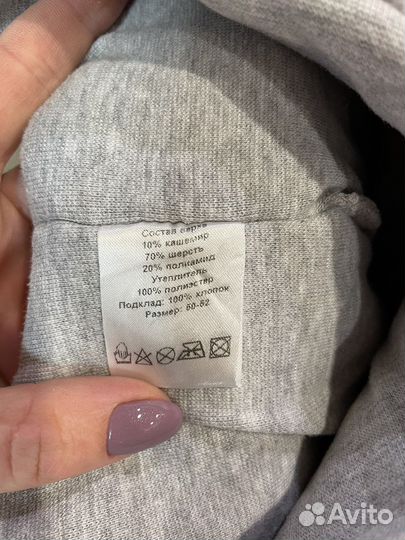 Состав верха
10% кашемир
70% шерсть
20% полиамид
Утеплитель
100% полиэстер
Подклад: 100% хлопок
Размер: 50-52
Avito